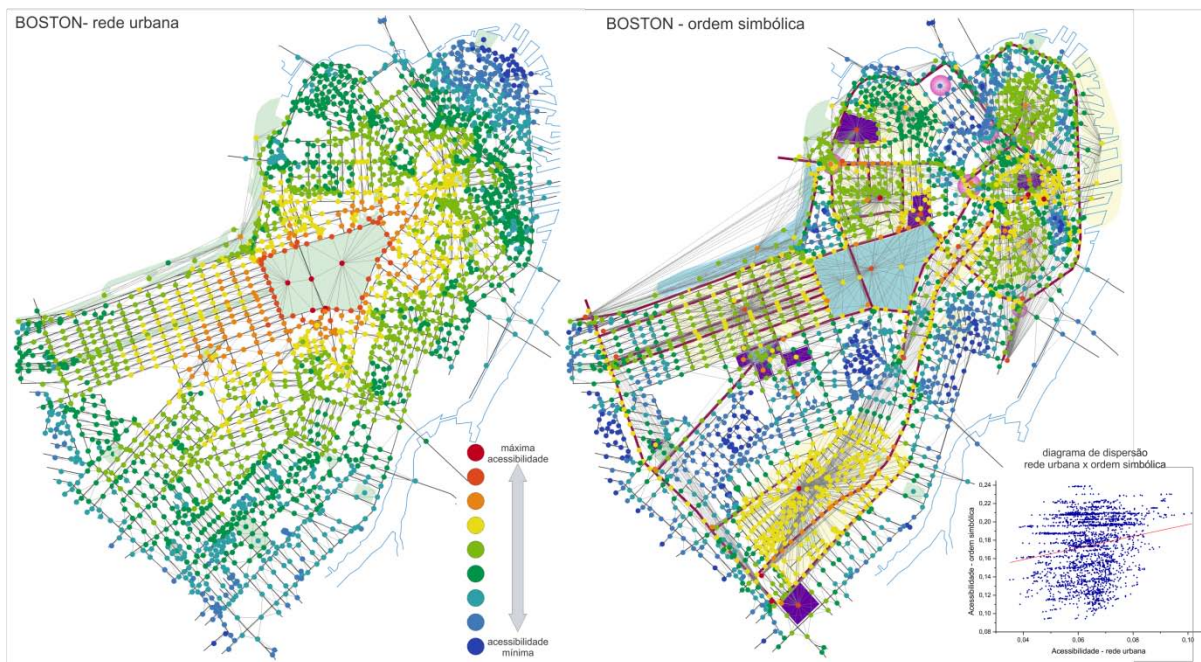 BOSTON- rede urbana
BOSTON - ordem simbólica
máxima
acessibilidade
acessibilidade
mínima
diagrama de dispersão
rede urbana x ordem simbólica
0,24
0,22
0,20
0,18
0,16
0,14
0,12
0,10
0,08
Acessibilidade - ordem simbólica
0,04
0,06
0,08
0,10
Acessibilidade - rede urbana